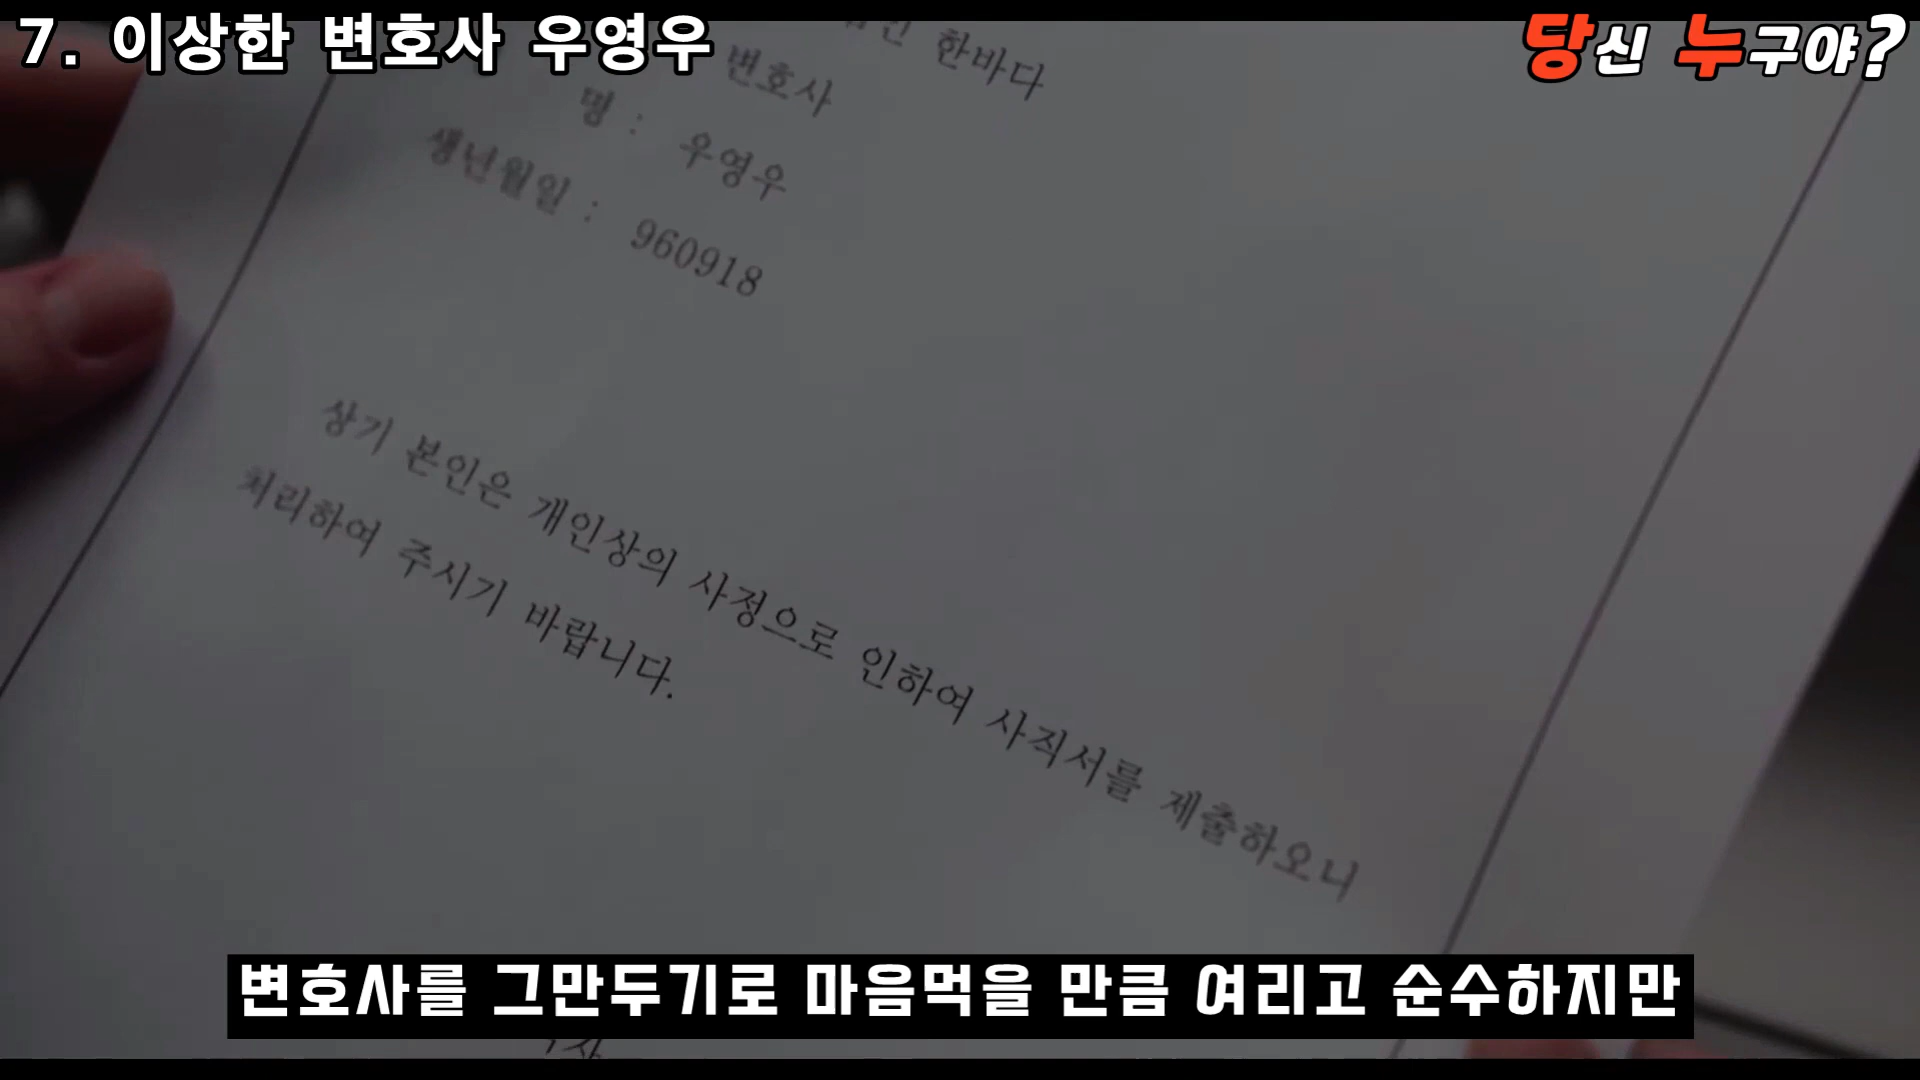 7. 이상한 변호사 우영우
당신 누구야?
한바다
변호사
명 : 우영우
생년월일 : 960918
상기 본인은 개인상의 사정으로 인하여 사직서를 제출하오니
처리하여 주시기 바랍니다.
변호사를 그만두기로 마음먹을 만큼 여리고 순수하지만